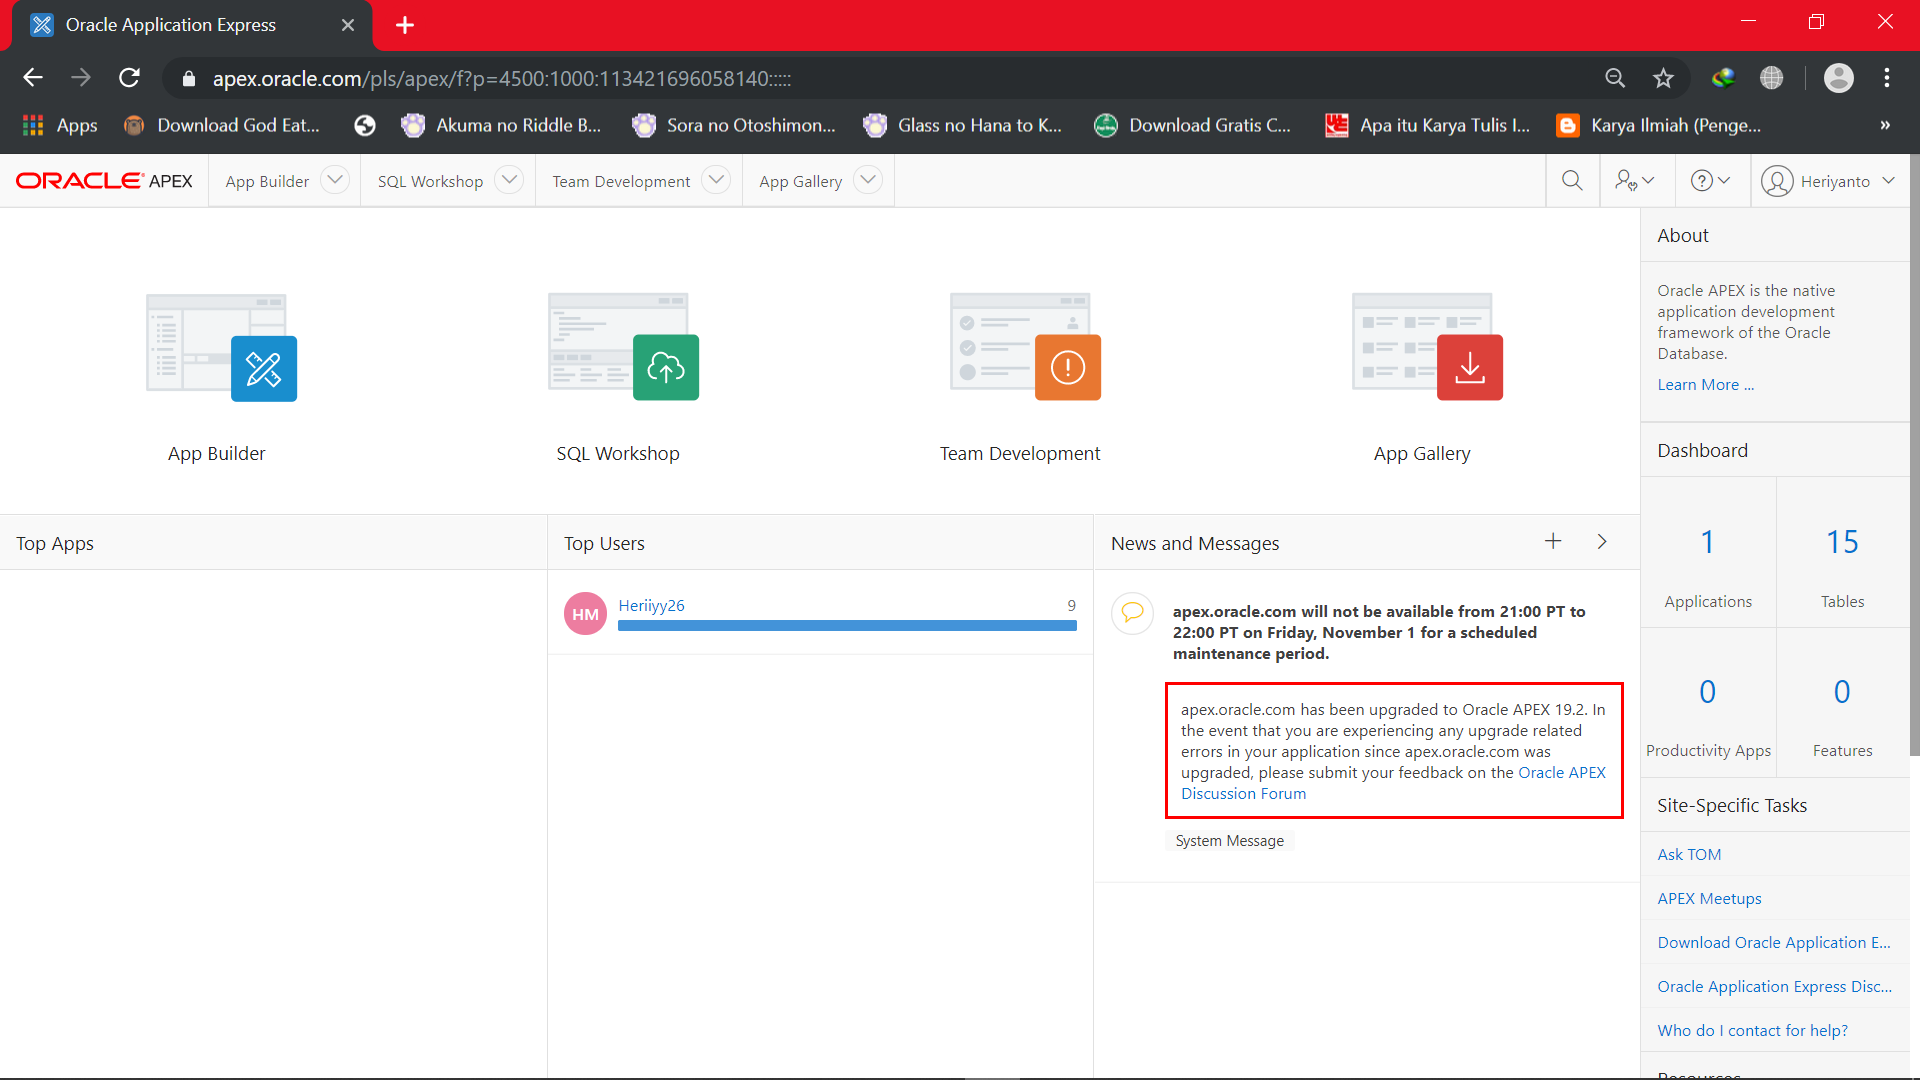 Oracle Application Express
apex.oracle.com/pls/apex/f?p=4500:1000:113421696058140:::::
Apps
Download God Eat...
Akuma no Riddle B...
Sora no Otoshimon...
Glass no Hana to K...
Download Gratis C...
Apa itu Karya Tulis I...
Karya Ilmiah (Penge...
»
ORACLE APEX
App Builder
SQL Workshop
Team Development
App Gallery
Heriyanto
App Builder
SQL Workshop
Team Development
App Gallery
Top Apps
Top Users
HM
Heriiyy26
9
News and Messages
apex.oracle.com will not be available from 21:00 PT to
22:00 PT on Friday, November 1 for a scheduled
maintenance period.
apex.oracle.com has been upgraded to Oracle APEX 19.2. In
the event that you are experiencing any upgrade related
errors in your application since apex.oracle.com was
upgraded, please submit your feedback on the Oracle APEX
Discussion Forum
System Message
About
Oracle APEX is the native
application development
framework of the Oracle
Database.
Learn More ...
Dashboard
1
Applications
15
Tables
0
Productivity Apps
0
Features
Site-Specific Tasks
Ask TOM
APEX Meetups
Download Oracle Application E...
Oracle Application Express Disc...
Who do I contact for help?
Resources